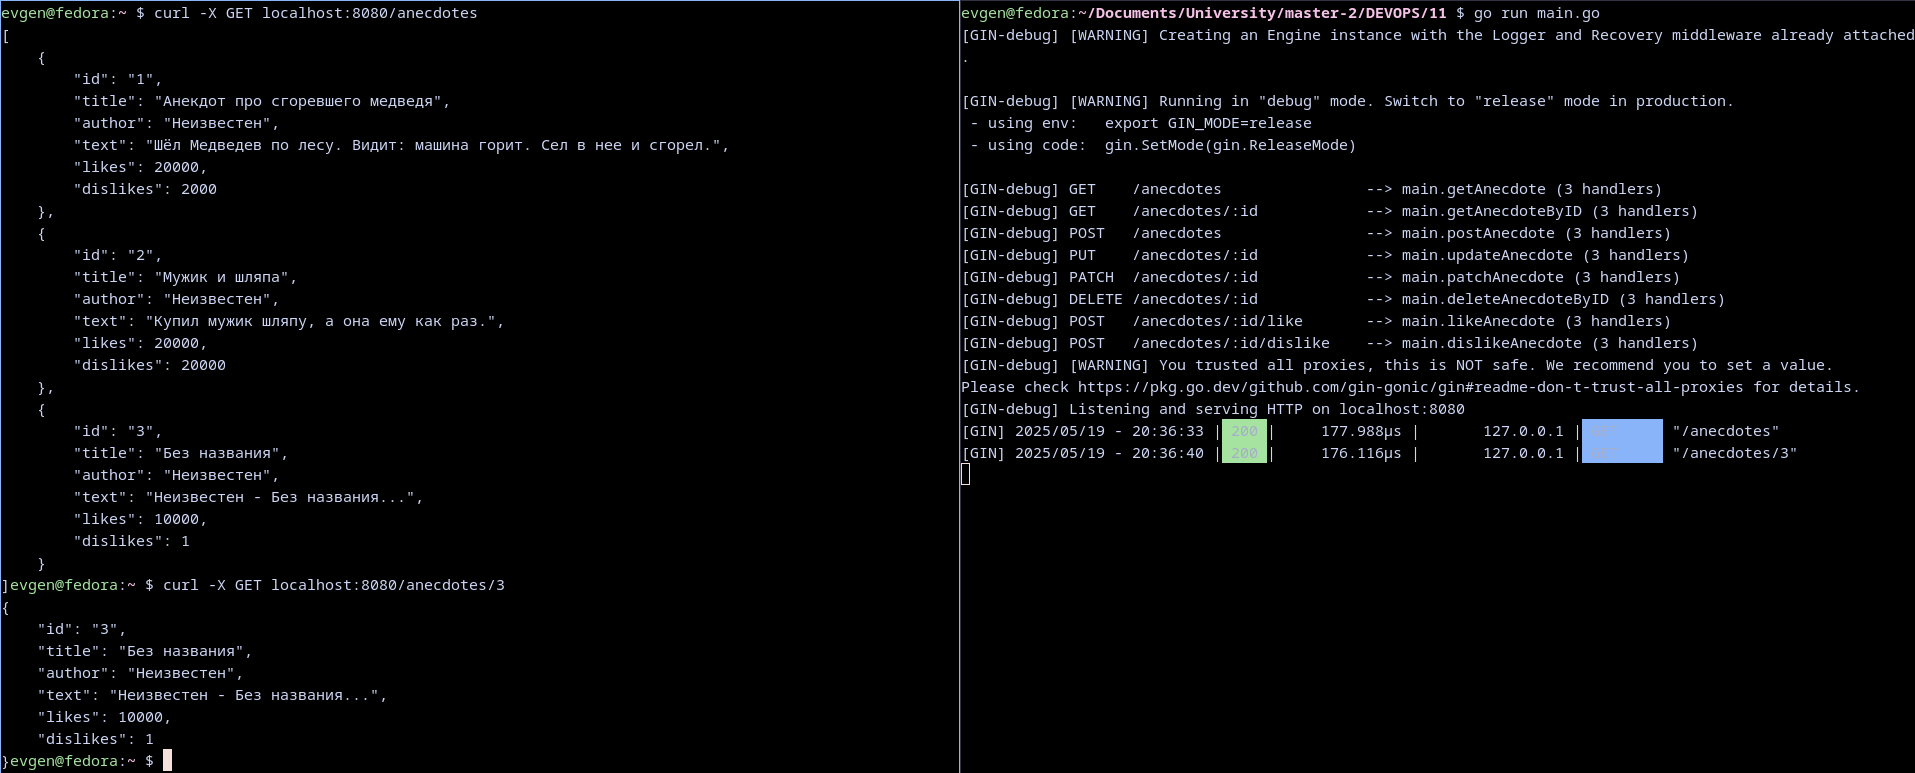 evgen@fedora:~ $ curl -X GET localhost:8080/anecdotes
[
    {
        "id": "1",
        "title": "Анекдот про сгоревшего медведя",
        "author": "Неизвестен",
        "text": "Шёл Медведев по лесу. Видит: машина горит. Сел в нее и сгорел.",
        "likes": 20000,
        "dislikes": 2000
    },
    {
        "id": "2",
        "title": "Мужик и шляпа",
        "author": "Неизвестен",
        "text": "Купил мужик шляпу, а она ему как раз.",
        "likes": 20000,
        "dislikes": 20000
    },
    {
        "id": "3",
        "title": "Без названия",
        "author": "Неизвестен",
        "text": "Неизвестен - Без названия...",
        "likes": 10000,
        "dislikes": 1
    }
]evgen@fedora:~ $ curl -X GET localhost:8080/anecdotes/3
{
    "id": "3",
    "title": "Без названия",
    "author": "Неизвестен",
    "text": "Неизвестен - Без названия...",
    "likes": 10000,
    "dislikes": 1
}evgen@fedora:~ $
evgen@fedora:~/Documents/University/master-2/DEVOPS/11 $ go run main.go
[GIN-debug] [WARNING] Creating an Engine instance with the Logger and Recovery middleware already attached
.
[GIN-debug] [WARNING] Running in "debug" mode. Switch to "release" mode in production.
 - using env:   export GIN_MODE=release
 - using code:  gin.SetMode(gin.ReleaseMode)
[GIN-debug] GET    /anecdotes                --> main.getAnecdote (3 handlers)
[GIN-debug] GET    /anecdotes/:id            --> main.getAnecdoteByID (3 handlers)
[GIN-debug] POST   /anecdotes                --> main.postAnecdote (3 handlers)
[GIN-debug] PUT    /anecdotes/:id            --> main.updateAnecdote (3 handlers)
[GIN-debug] PATCH  /anecdotes/:id            --> main.patchAnecdote (3 handlers)
[GIN-debug] DELETE /anecdotes/:id            --> main.deleteAnecdoteByID (3 handlers)
[GIN-debug] POST   /anecdotes/:id/like       --> main.likeAnecdote (3 handlers)
[GIN-debug] POST   /anecdotes/:id/dislike    --> main.dislikeAnecdote (3 handlers)
[GIN-debug] [WARNING] You trusted all proxies, this is NOT safe. We recommend you to set a value.
Please check https://pkg.go.dev/github.com/gin-gonic/gin#readme-don-t-trust-all-proxies for details.
[GIN-debug] Listening and serving HTTP on localhost:8080
[GIN] 2025/05/19 - 20:36:33 | 200 |     177.988µs |       127.0.0.1 | GET      "/anecdotes"
[GIN] 2025/05/19 - 20:36:40 | 200 |     176.116µs |       127.0.0.1 | GET      "/anecdotes/3"